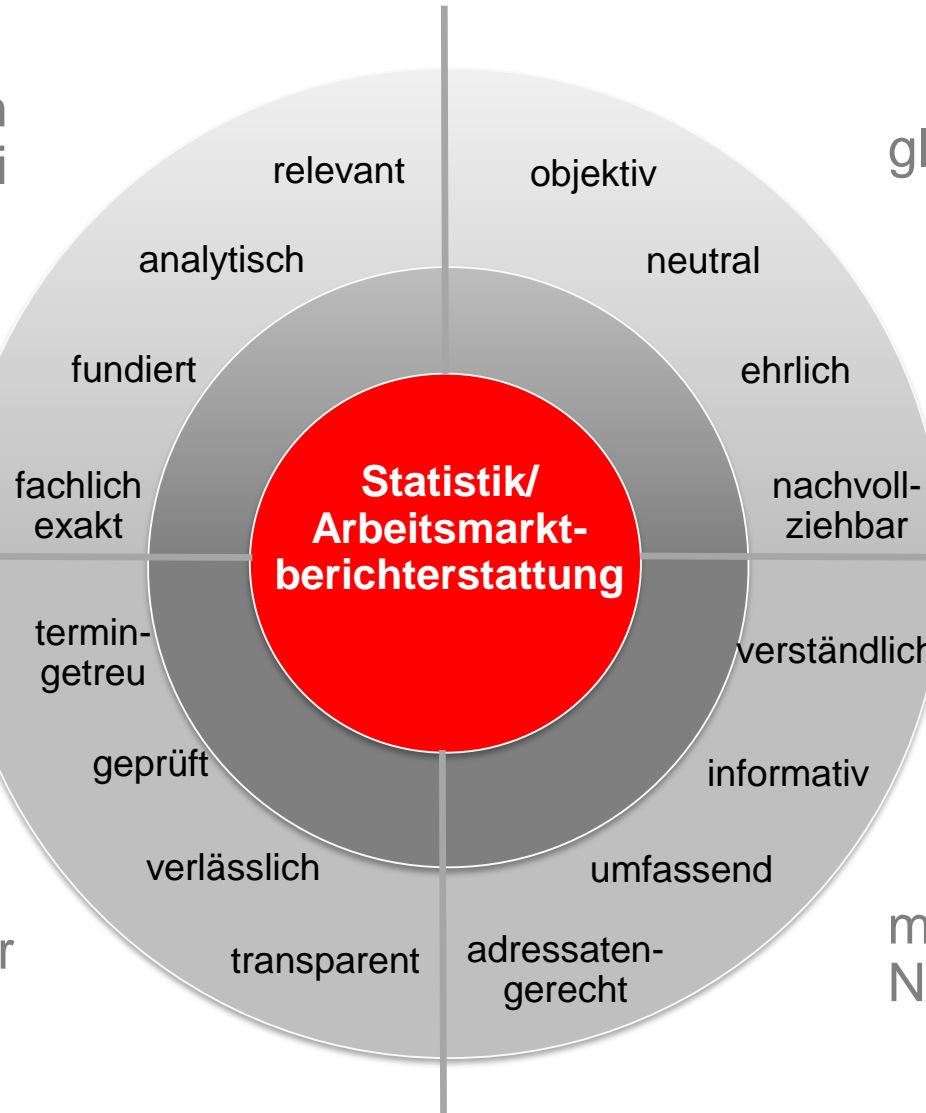 relevant
analytisch
fundiert
fachlich
exakt
objektiv
neutral
ehrlich
nachvoll-
ziehbar
Statistik/
Arbeitsmarkt-
berichterstattung
termin-
getreu
geprüft
verlässlich
transparent
verständlich
informativ
umfassend
adressaten-
gerecht